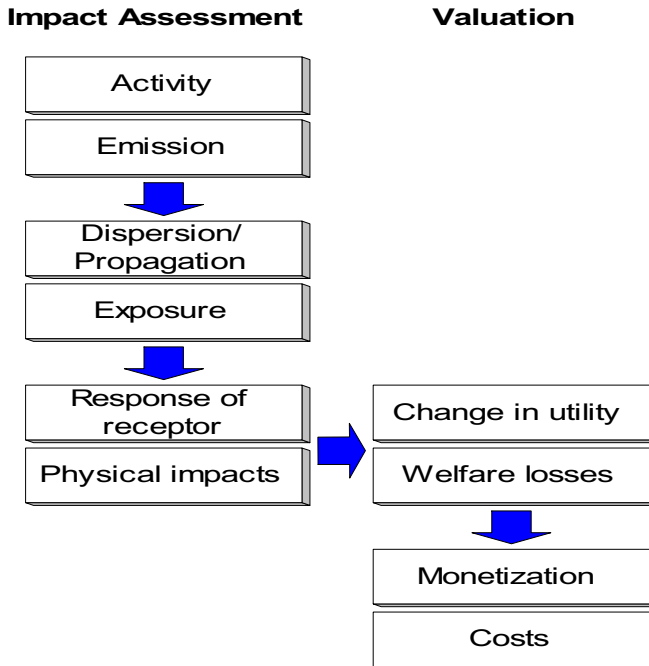 Impact Assessment
Valuation
Activity
Emission
Dispersion/
Propagation
Exposure
Response of
receptor
Physical impacts
Change in utility
Welfare losses
Monetization
Costs